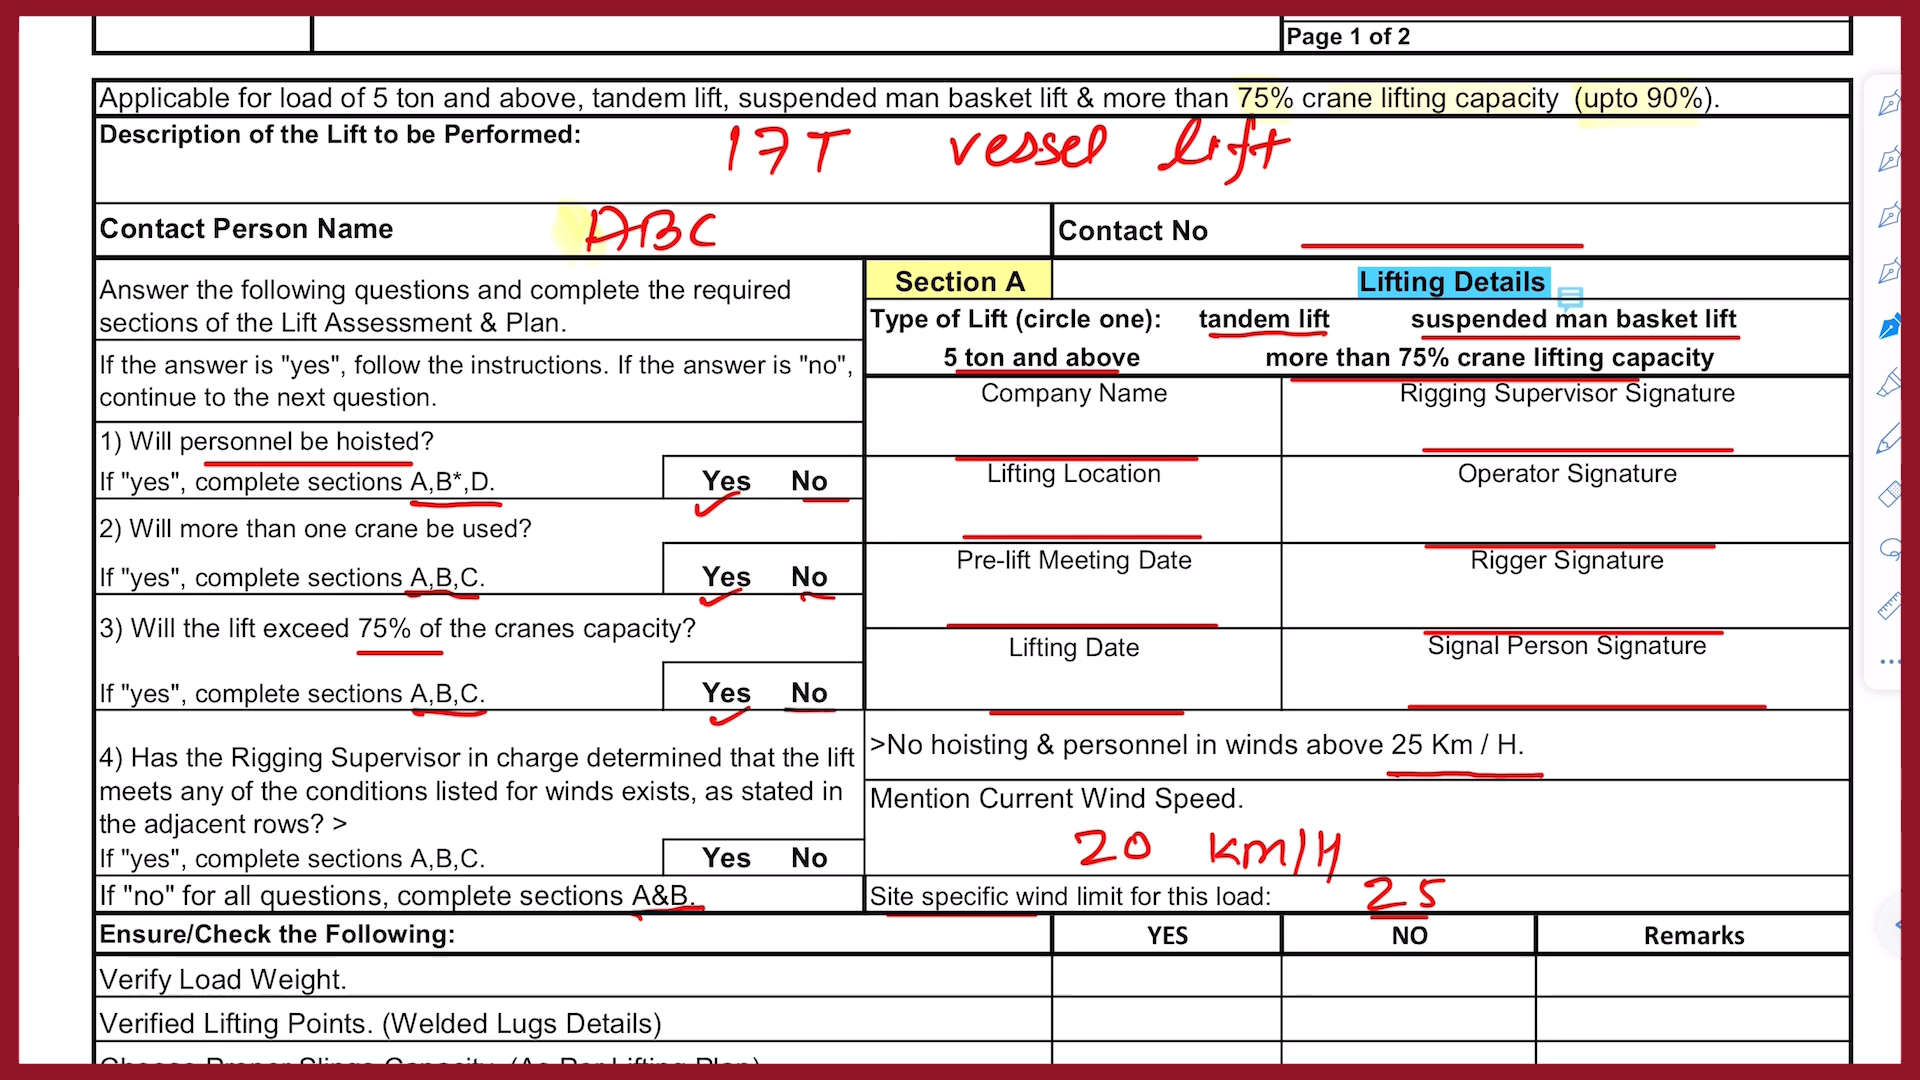 Page 1 of 2
Applicable for load of 5 ton and above, tandem lift, suspended man basket lift & more than 75% crane lifting capacity (upto 90%).
Description of the Lift to be Performed: 17T vessel lift
Contact Person Name ABC
Contact No
Answer the following questions and complete the required
sections of the Lift Assessment & Plan.
If the answer is "yes", follow the instructions. If the answer is "no",
continue to the next question.
1) Will personnel be hoisted?
If "yes", complete sections A,B*,D. Yes No
2) Will more than one crane be used?
If "yes", complete sections A,B,C. Yes No
3) Will the lift exceed 75% of the cranes capacity?
If "yes", complete sections A,B,C. Yes No
4) Has the Rigging Supervisor in charge determined that the lift
meets any of the conditions listed for winds exists, as stated in
the adjacent rows? >
If "yes", complete sections A,B,C. Yes No
If "no" for all questions, complete sections A&B.
Section A Lifting Details
Type of Lift (circle one): tandem lift suspended man basket lift
5 ton and above more than 75% crane lifting capacity
Company Name Rigging Supervisor Signature
Lifting Location Operator Signature
Pre-lift Meeting Date Rigger Signature
Lifting Date Signal Person Signature
>No hoisting & personnel in winds above 25 Km / H.
Mention Current Wind Speed.
20 KM/H
Site specific wind limit for this load: 25
Ensure/Check the Following: YES NO Remarks
Verify Load Weight.
Verified Lifting Points. (Welded Lugs Details)
Choose Proper Slings Capacity. (As Per Lifting Plan)